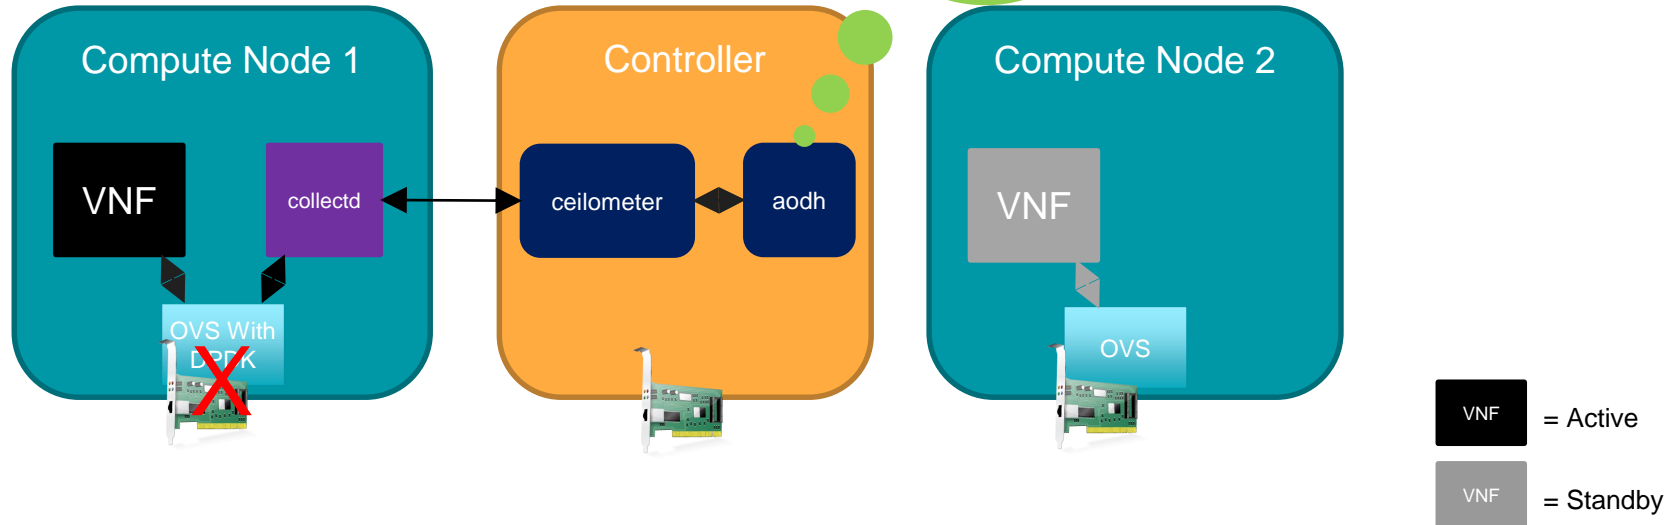 Compute Node 1
Controller
Compute Node 2
VNF
collectd
ceilometer
aodh
VNF
OVS With
DPDK
X
OVS
VNF
= Active
VNF
= Standby